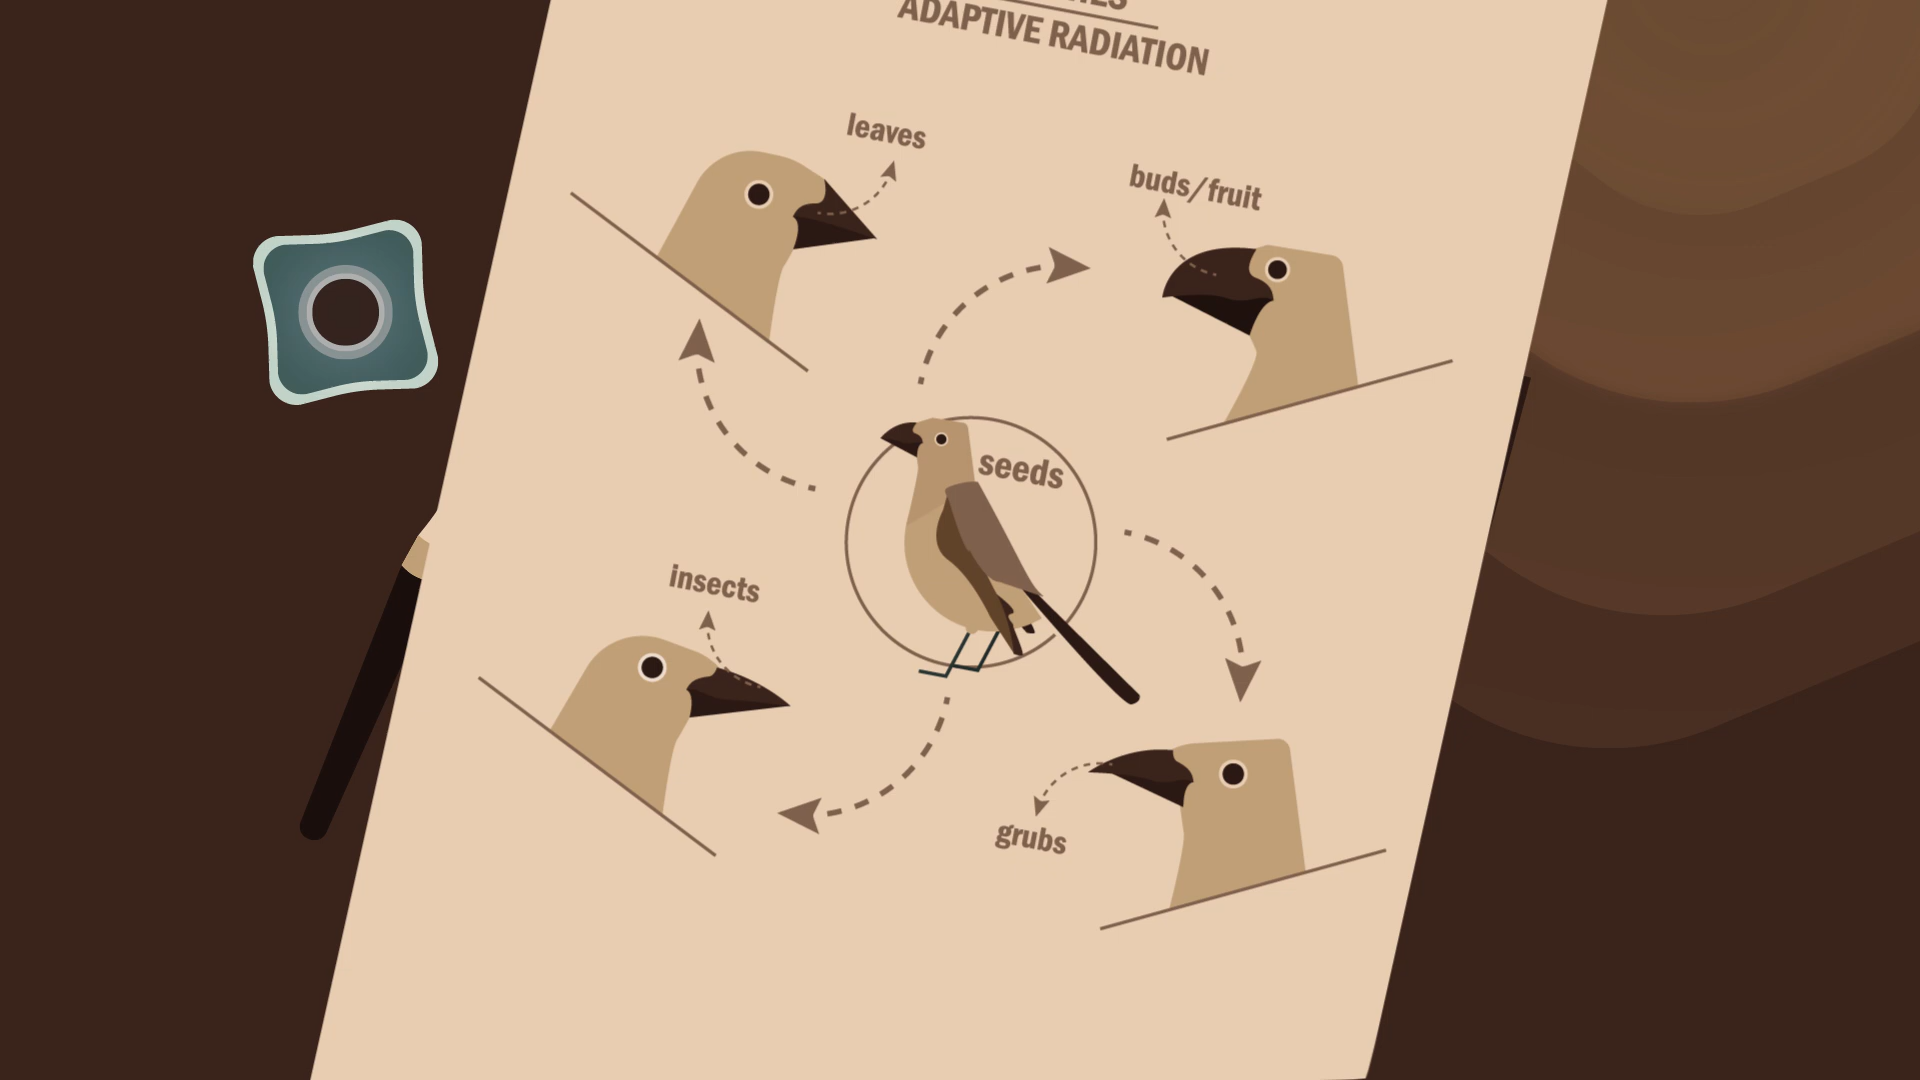 ADAPTIVE RADIATION
leaves
buds/fruit
seeds
insects
grubs